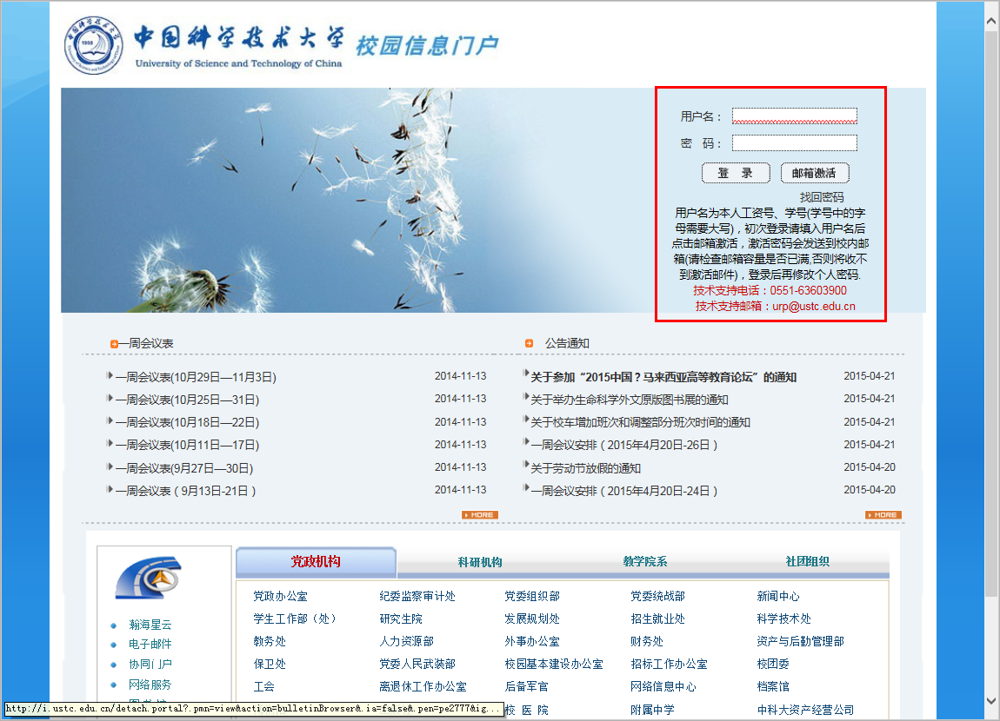 中国科学技术大学 校园信息门户
University of Science and Technology of China
1958
用户名：
密 码：
登 录 邮箱激活
找回密码
用户名为本人工资号、学号(学号中的字
母需要大写)，初次登录请填入用户名后
点击邮箱激活，激活密码会发送到校内邮
箱(请检查邮箱容量是否已满,否则将收不
到激活邮件)，登录后再修改个人密码.
技术支持电话：0551-63603900
技术支持邮箱：urp@ustc.edu.cn
一周会议表
一周会议表(10月29日—11月3日) 2014-11-13
一周会议表(10月25日—31日) 2014-11-13
一周会议表(10月18日—22日) 2014-11-13
一周会议表(10月11日—17日) 2014-11-13
一周会议表(9月27日—30日) 2014-11-13
一周会议表（9月13日-21日） 2014-11-13
MORE
公告通知
关于参加“2015中国？马来西亚高等教育论坛”的通知 2015-04-21
关于举办生命科学外文原版图书展的通知 2015-04-21
关于校车增加班次和调整部分班次时间的通知 2015-04-21
一周会议安排（2015年4月20日-26日） 2015-04-21
关于劳动节放假的通知 2015-04-20
一周会议安排（2015年4月20日-24日） 2015-04-20
MORE
瀚海星云
电子邮件
协同门户
网络服务
党政机构 科研机构 教学院系 社团组织
党政办公室 纪委监察审计处 党委组织部 党委统战部 新闻中心
学生工作部（处） 研究生院 发展规划处 招生就业处 科学技术处
教务处 人力资源部 外事办公室 财务处 资产与后勤管理部
保卫处 党委人民武装部 校园基本建设办公室 招标工作办公室 校团委
工会 离退休工作办公室 后备军官 网络信息中心 档案馆
校 医 院 附属中学 中科大资产经营公司
http://i.ustc.edu.cn/detach.portal?.pmn=view&action=bulletinBrowser&.ia=false&.pen=pe2777&ig...